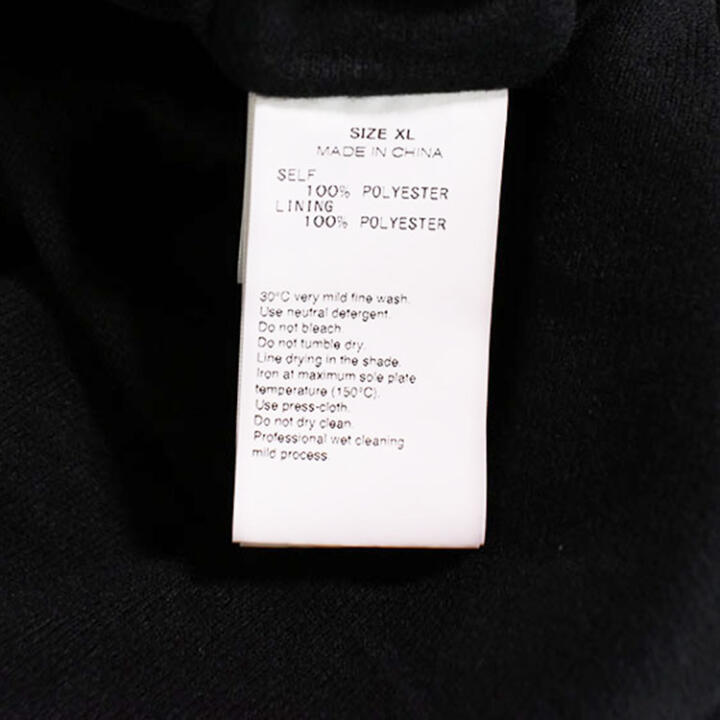 SIZE XL
MADE IN CHINA
SELF
100% POLYESTER
LINING
100% POLYESTER
30°C very mild fine wash.
Use neutral detergent.
Do not bleach.
Do not tumble dry.
Line drying in the shade.
Iron at maximum sole plate
temperature (150°C).
Use press-cloth.
Do not dry clean.
Professional wet cleaning
mild process